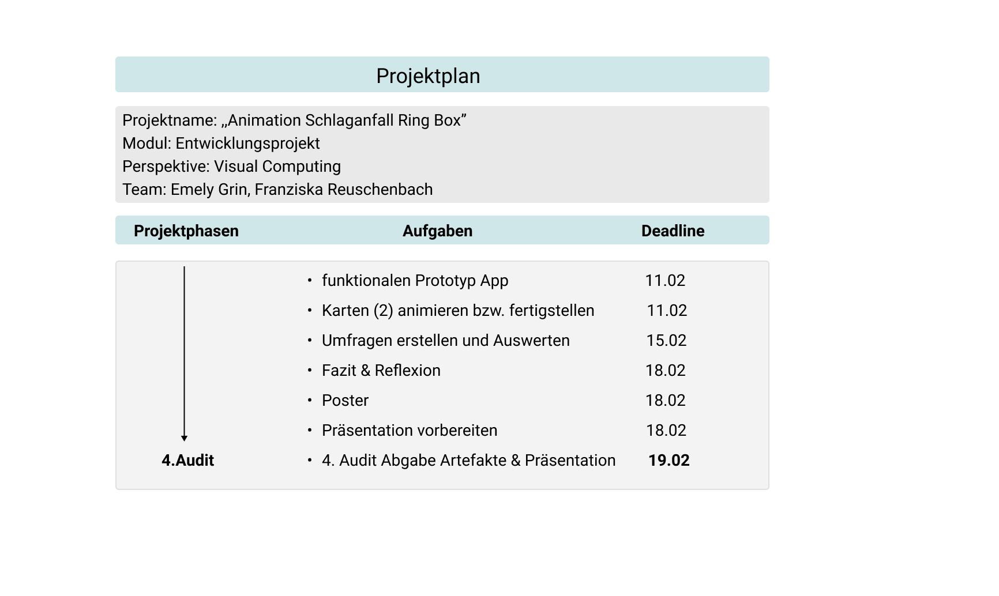 Projektplan
Projektname: „Animation Schlaganfall Ring Box”
Modul: Entwicklungsprojekt
Perspektive: Visual Computing
Team: Emely Grin, Franziska Reuschenbach
Projektphasen Aufgaben Deadline
• funktionalen Prototyp App 11.02
• Karten (2) animieren bzw. fertigstellen 11.02
• Umfragen erstellen und Auswerten 15.02
• Fazit & Reflexion 18.02
• Poster 18.02
• Präsentation vorbereiten 18.02
4.Audit • 4. Audit Abgabe Artefakte & Präsentation 19.02